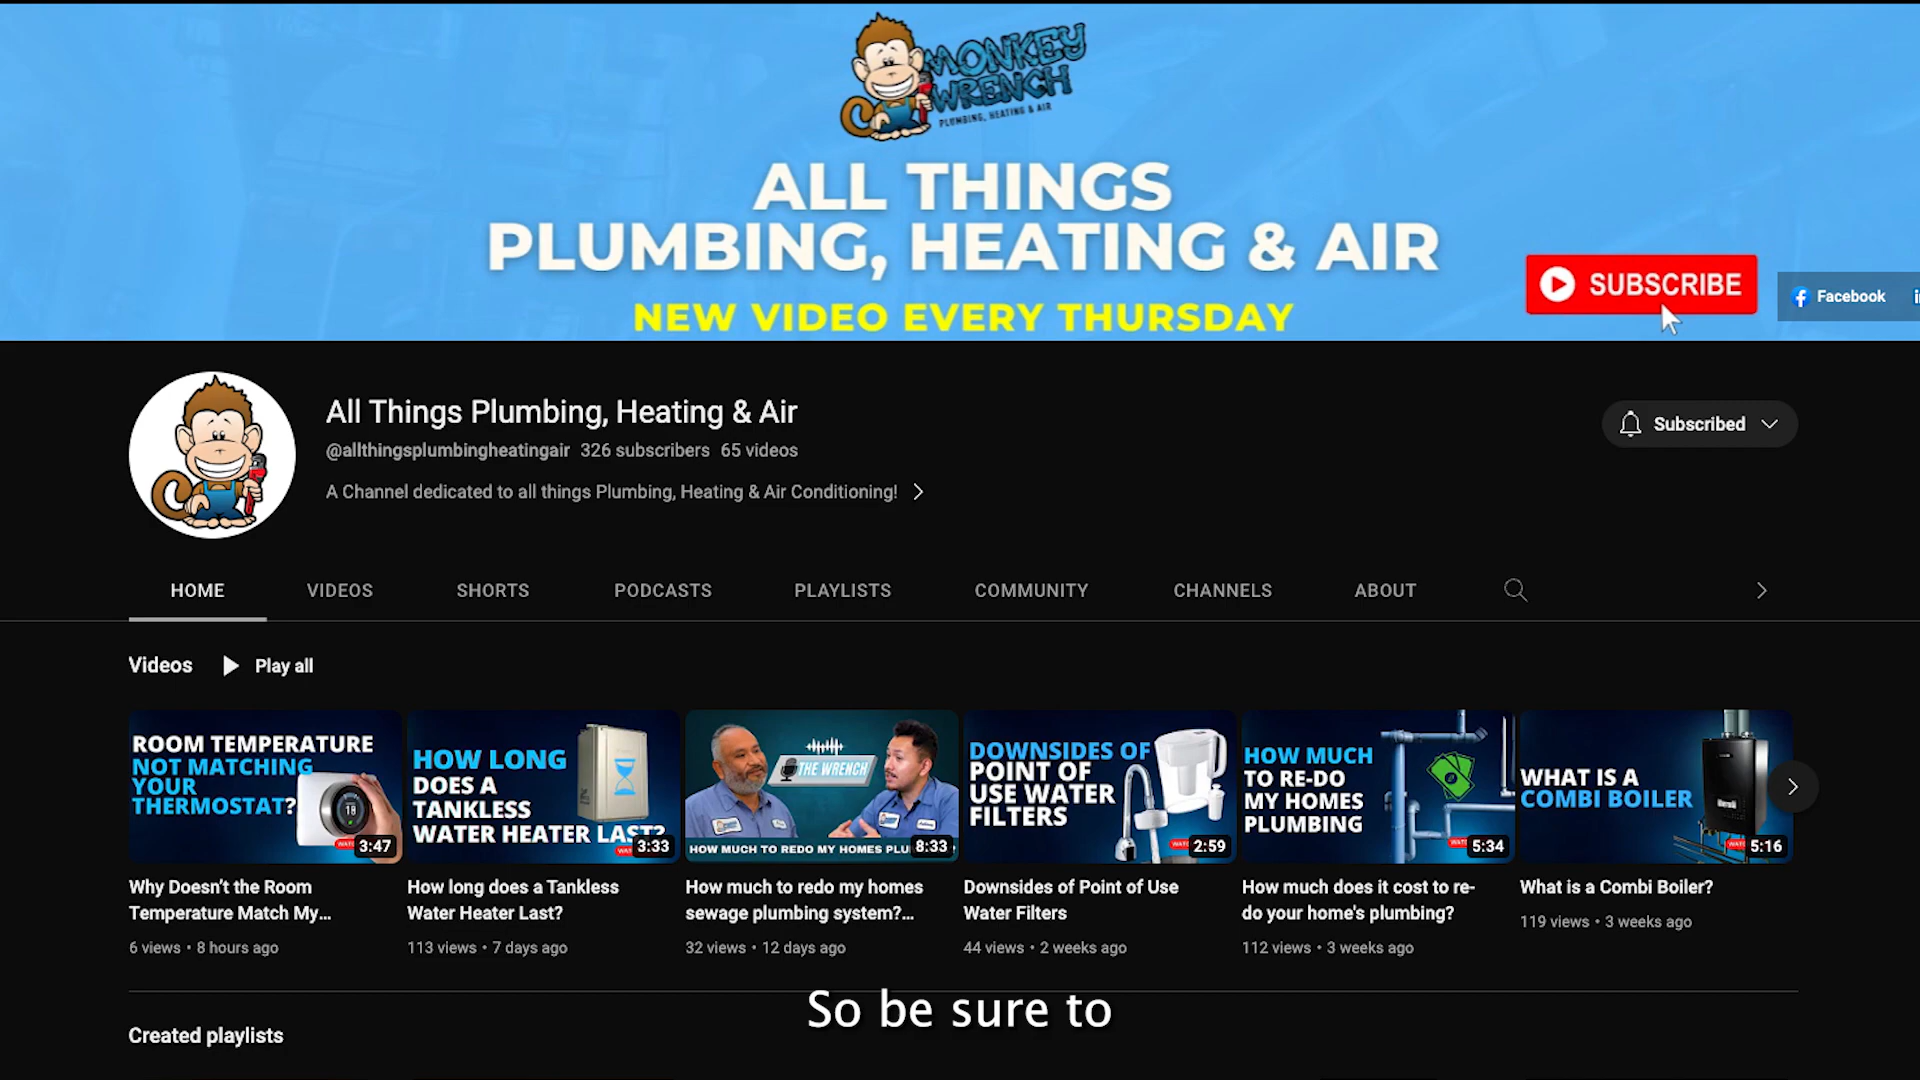 MONKEY
WRENCH
PLUMBING, HEATING & AIR
ALL THINGS
PLUMBING, HEATING & AIR
NEW VIDEO EVERY THURSDAY
SUBSCRIBE
Facebook
All Things Plumbing, Heating & Air
@allthingsplumbingheatingair 326 subscribers 65 videos
A Channel dedicated to all things Plumbing, Heating & Air Conditioning!
Subscribed
HOME VIDEOS SHORTS PODCASTS PLAYLISTS COMMUNITY CHANNELS ABOUT
Videos Play all
ROOM TEMPERATURE
NOT MATCHING
YOUR
THERMOSTAT?
18
3:47
HOW LONG
DOES A
TANKLESS
WATER HEATER LAST?
3:33
THE WRENCH
HOW MUCH TO REDO MY HOMES PLU
8:33
DOWNSIDES OF
POINT OF
USE WATER
FILTERS
2:59
HOW MUCH
TO RE-DO
MY HOMES
PLUMBING
5:34
WHAT IS A
COMBI BOILER
5:16
Why Doesn't the Room
Temperature Match My...
6 views • 8 hours ago
How long does a Tankless
Water Heater Last?
113 views • 7 days ago
How much to redo my homes
sewage plumbing system?...
32 views • 12 days ago
Downsides of Point of Use
Water Filters
44 views • 2 weeks ago
How much does it cost to re-
do your home's plumbing?
112 views • 3 weeks ago
What is a Combi Boiler?
119 views • 3 weeks ago
So be sure to
Created playlists